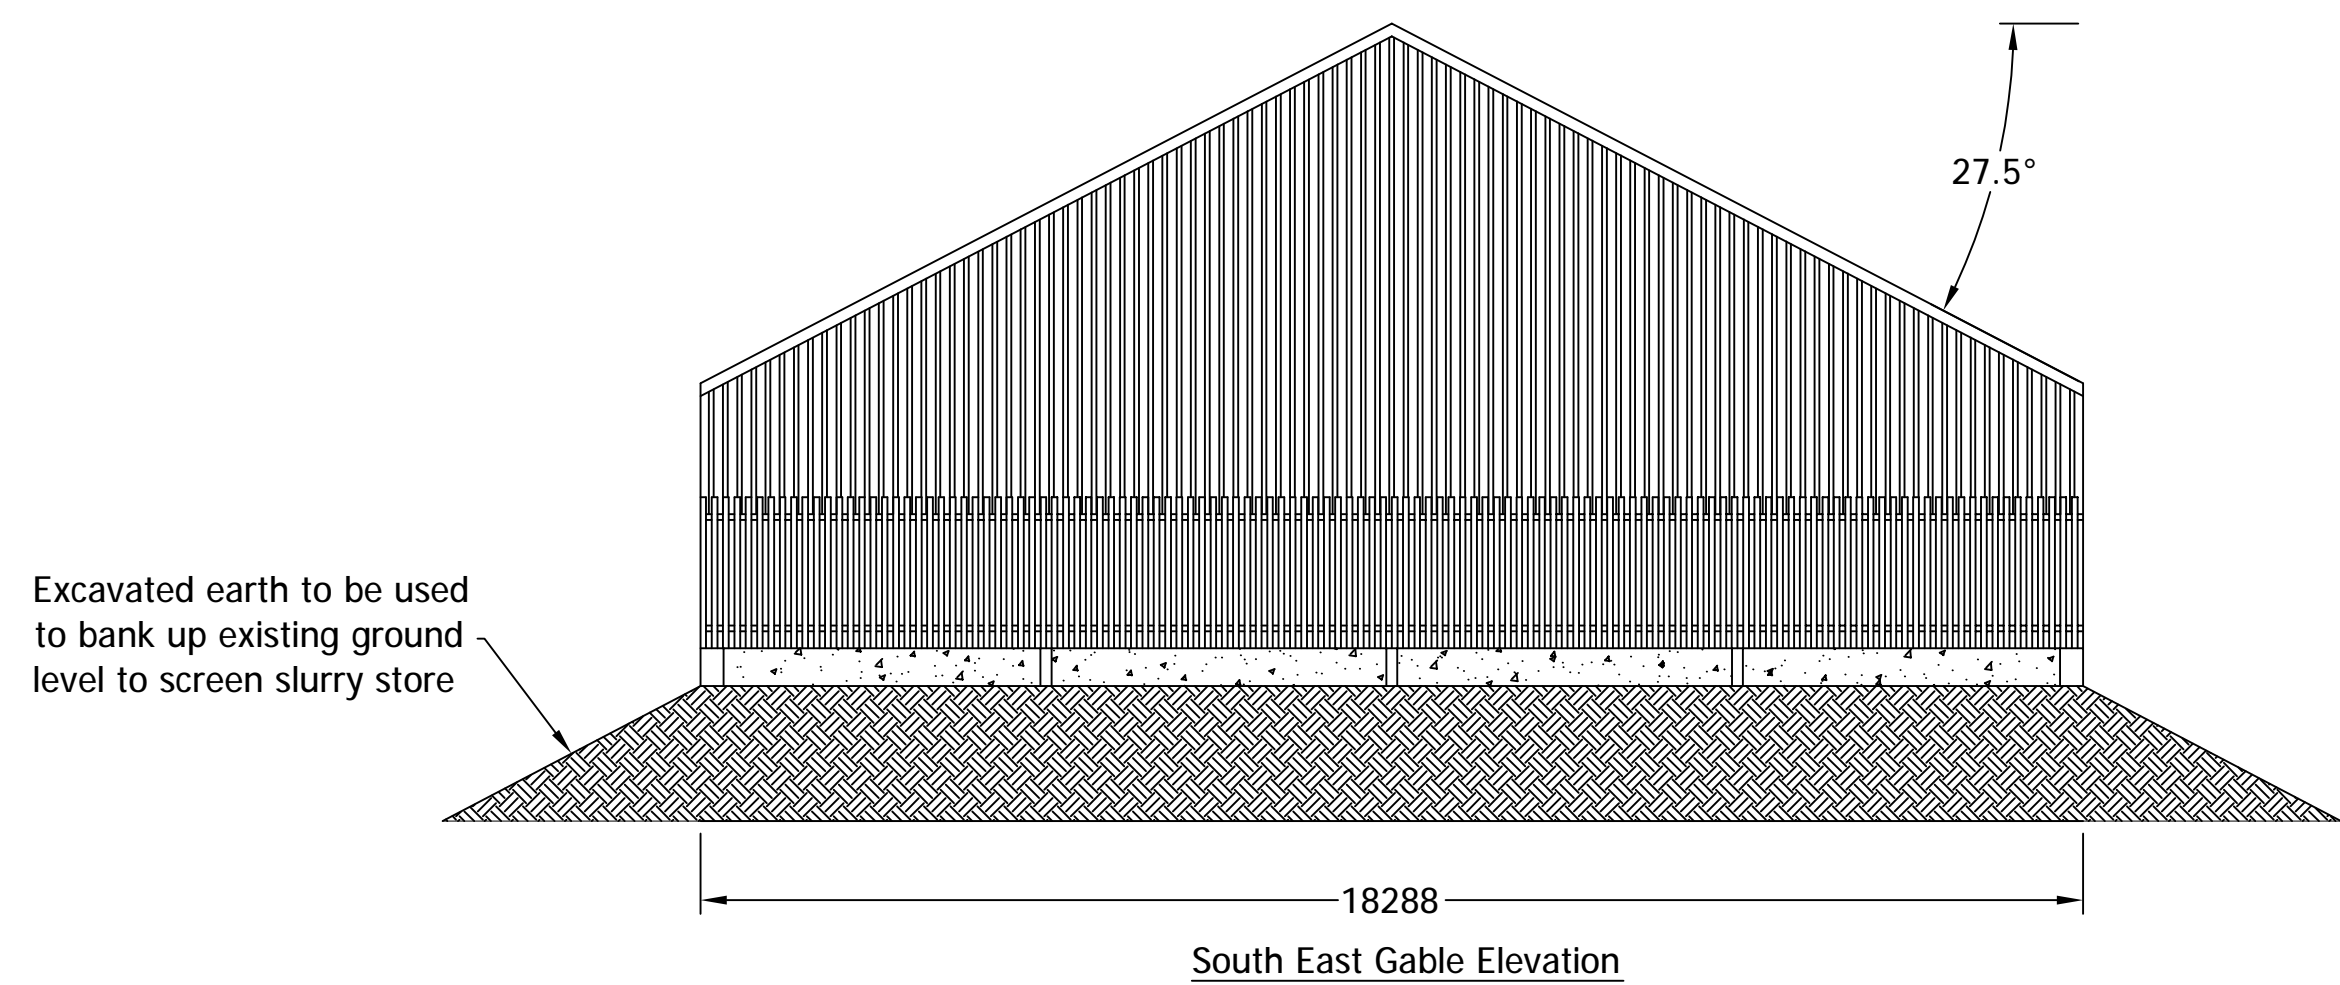 27.5°
Excavated earth to be used
to bank up existing ground
level to screen slurry store
18288
South East Gable Elevation